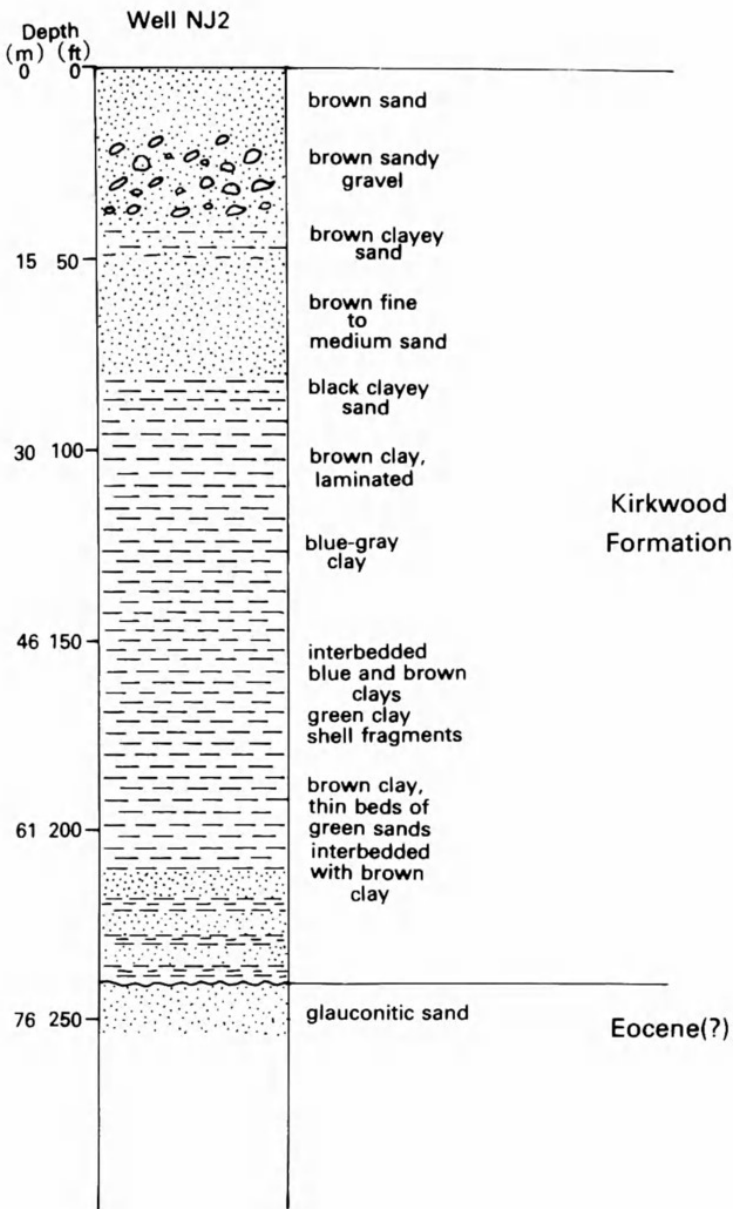 Well NJ2
Depth
(m) (ft)
0 0
brown sand
brown sandy
gravel
brown clayey
sand
15 50
brown fine
to
medium sand
black clayey
sand
30 100
brown clay,
laminated
Kirkwood
Formation
blue-gray
clay
46 150
interbedded
blue and brown
clays
green clay
shell fragments
brown clay,
thin beds of
61 200
green sands
interbedded
with brown
clay
76 250
glauconitic sand
Eocene(?)